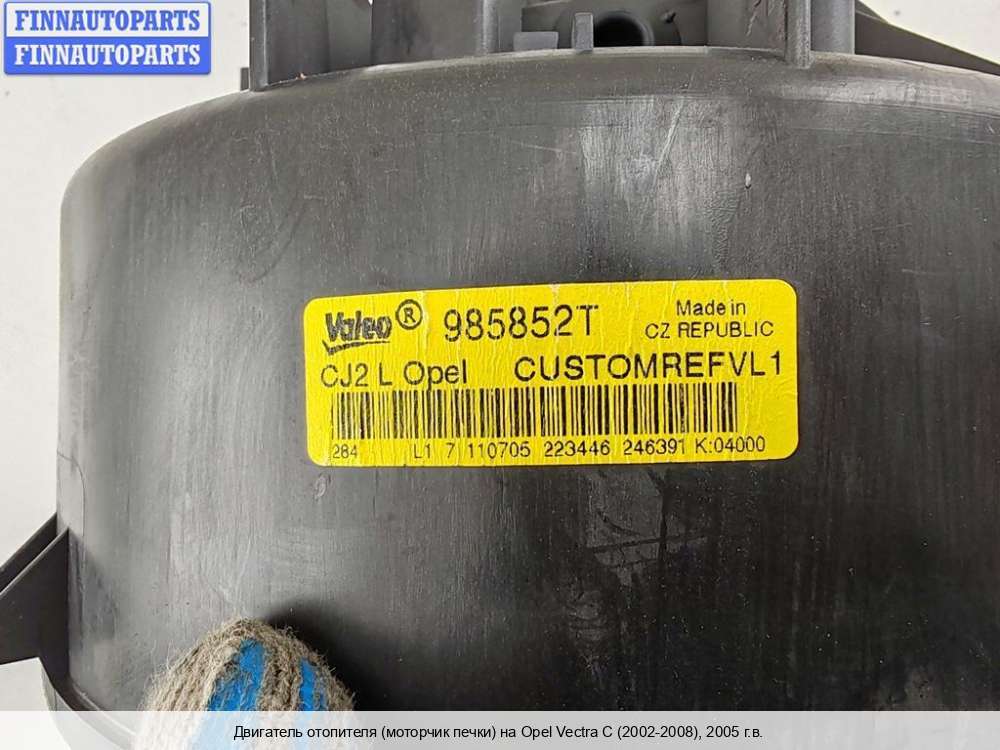 FINNAUTOPARTS
FINNAUTOPARTS
Valeo® 985852T Made in
CZ REPUBLIC
CJ2 L Opel CUSTOMREFVL1
284 L1 7 110705 223446 246391 K:04000
Двигатель отопителя (моторчик печки) на Opel Vectra C (2002-2008), 2005 г.в.